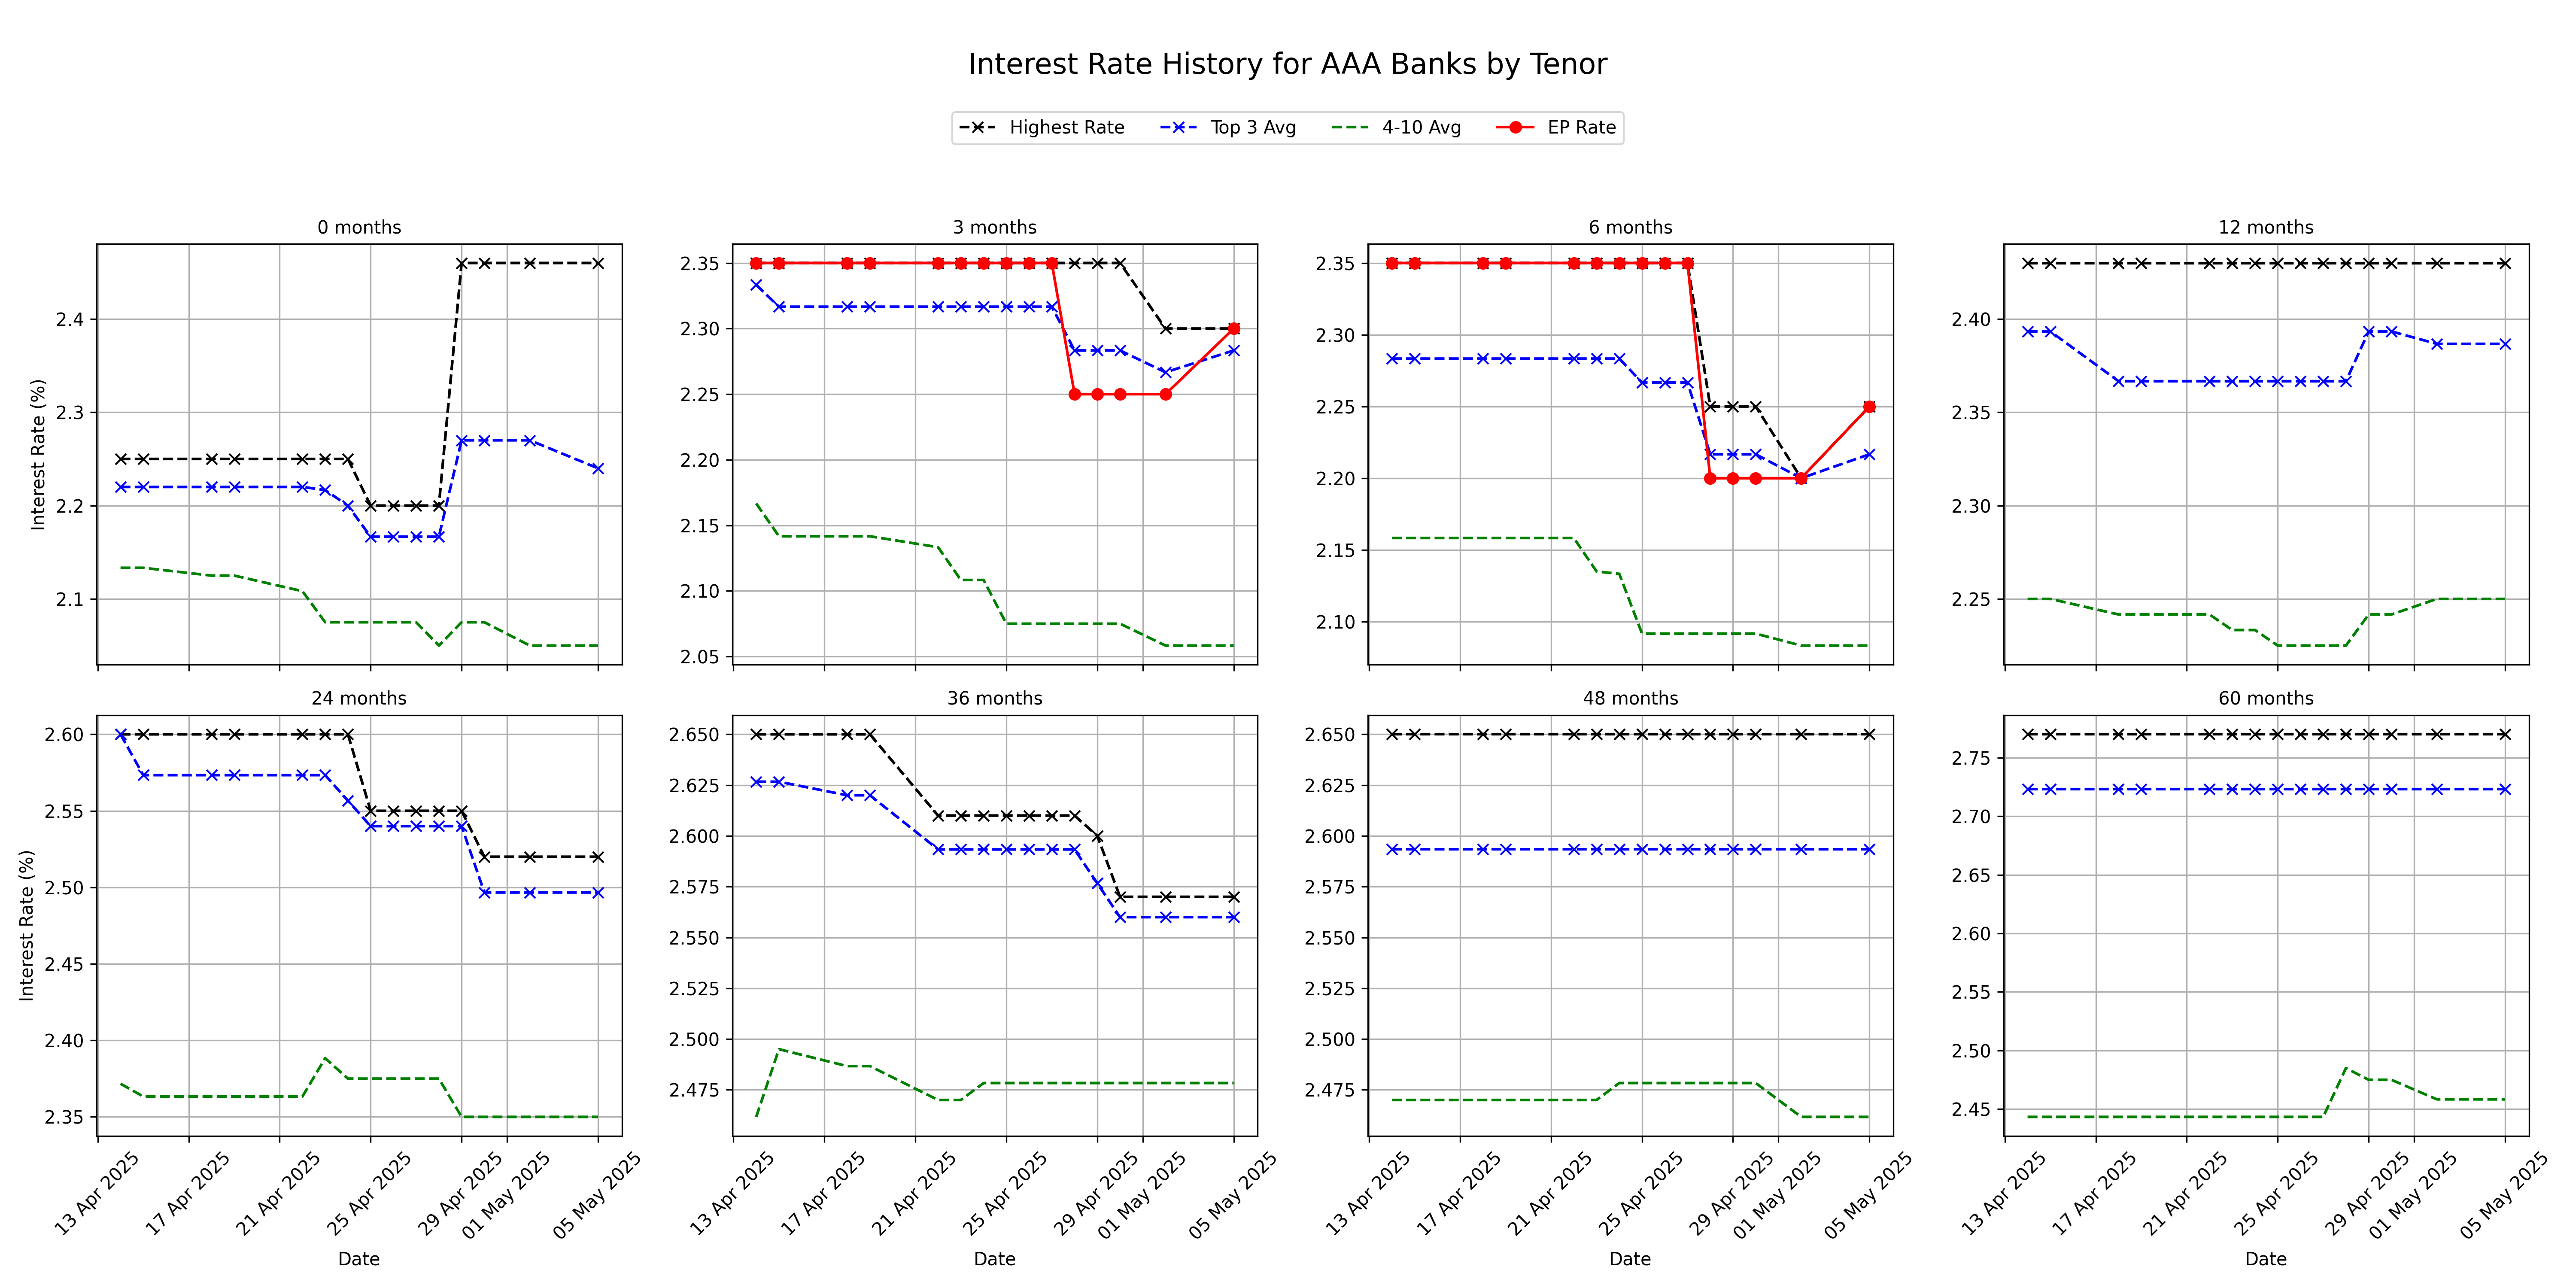 Interest Rate History for AAA Banks by Tenor
Highest Rate Top 3 Avg 4-10 Avg EP Rate
0 months
Interest Rate (%)
2.4
2.3
2.2
2.1
3 months
2.35
2.30
2.25
2.20
2.15
2.10
2.05
6 months
2.35
2.30
2.25
2.20
2.15
2.10
12 months
2.40
2.35
2.30
2.25
24 months
Interest Rate (%)
2.60
2.55
2.50
2.45
2.40
2.35
13 Apr 2025
17 Apr 2025
21 Apr 2025
25 Apr 2025
29 Apr 2025
01 May 2025
05 May 2025
Date
36 months
2.650
2.625
2.600
2.575
2.550
2.525
2.500
2.475
13 Apr 2025
17 Apr 2025
21 Apr 2025
25 Apr 2025
29 Apr 2025
01 May 2025
05 May 2025
Date
48 months
2.650
2.625
2.600
2.575
2.550
2.525
2.500
2.475
13 Apr 2025
17 Apr 2025
21 Apr 2025
25 Apr 2025
29 Apr 2025
01 May 2025
05 May 2025
Date
60 months
2.75
2.70
2.65
2.60
2.55
2.50
2.45
13 Apr 2025
17 Apr 2025
21 Apr 2025
25 Apr 2025
29 Apr 2025
01 May 2025
05 May 2025
Date